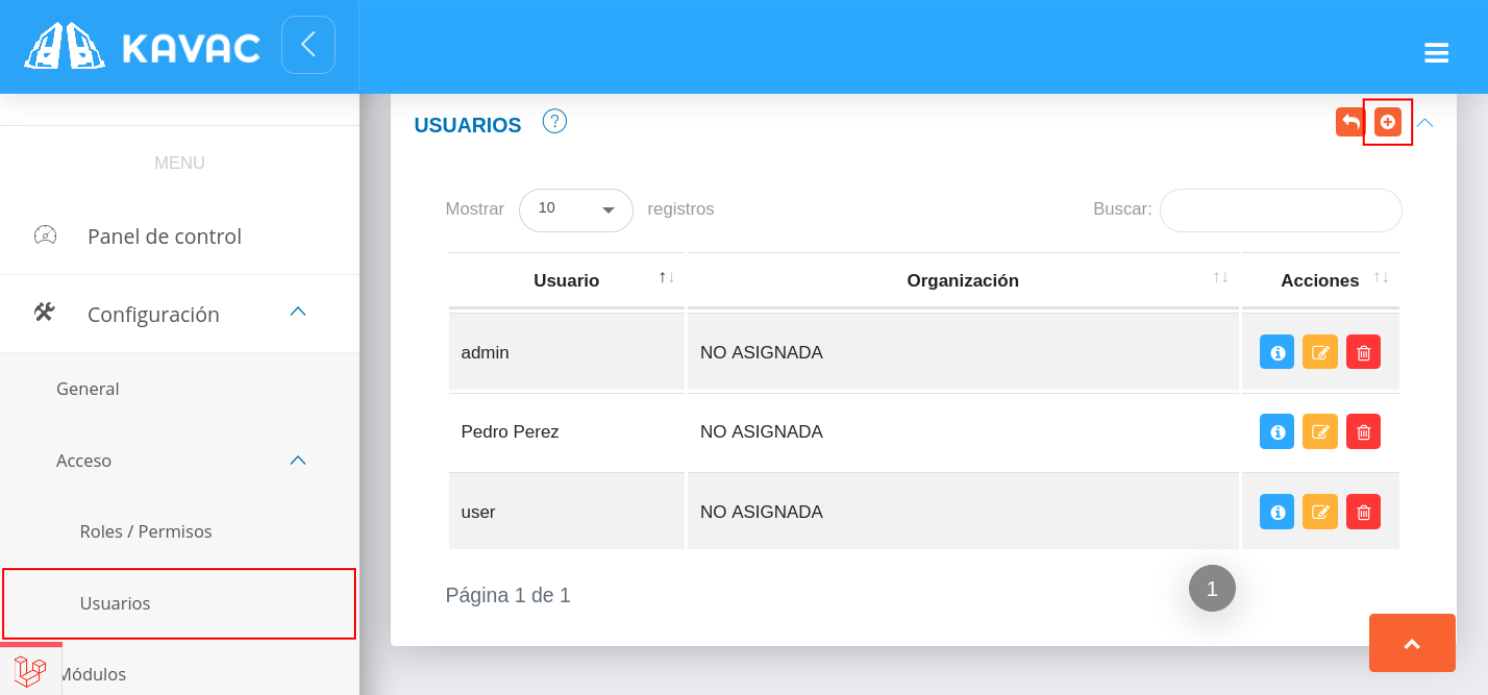 KAVAC
USUARIOS ?
MENU
Mostrar 10 registros
Buscar:
Panel de control
Usuario Organización Acciones
Configuración
admin NO ASIGNADA
General
Pedro Perez NO ASIGNADA
Acceso
user NO ASIGNADA
Roles / Permisos
Usuarios
Página 1 de 1
1
Módulos